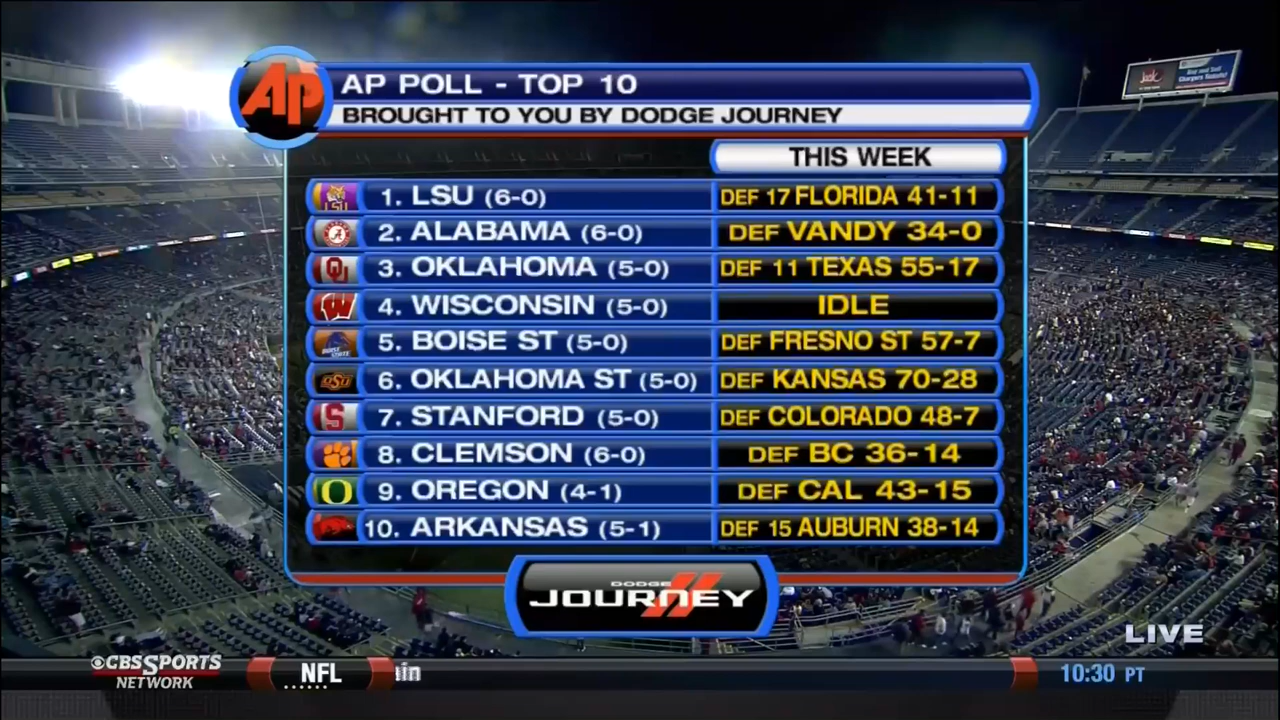 AP
AP POLL - TOP 10
BROUGHT TO YOU BY DODGE JOURNEY
THIS WEEK
1. LSU (6-0) DEF 17 FLORIDA 41-11
2. ALABAMA (6-0) DEF VANDY 34-0
3. OKLAHOMA (5-0) DEF 11 TEXAS 55-17
4. WISCONSIN (5-0) IDLE
5. BOISE ST (5-0) DEF FRESNO ST 57-7
6. OKLAHOMA ST (5-0) DEF KANSAS 70-28
7. STANFORD (5-0) DEF COLORADO 48-7
8. CLEMSON (6-0) DEF BC 36-14
9. OREGON (4-1) DEF CAL 43-15
10. ARKANSAS (5-1) DEF 15 AUBURN 38-14
DODGE
JOURNEY
LIVE
CBS SPORTS
NETWORK
NFL
10:30 PT